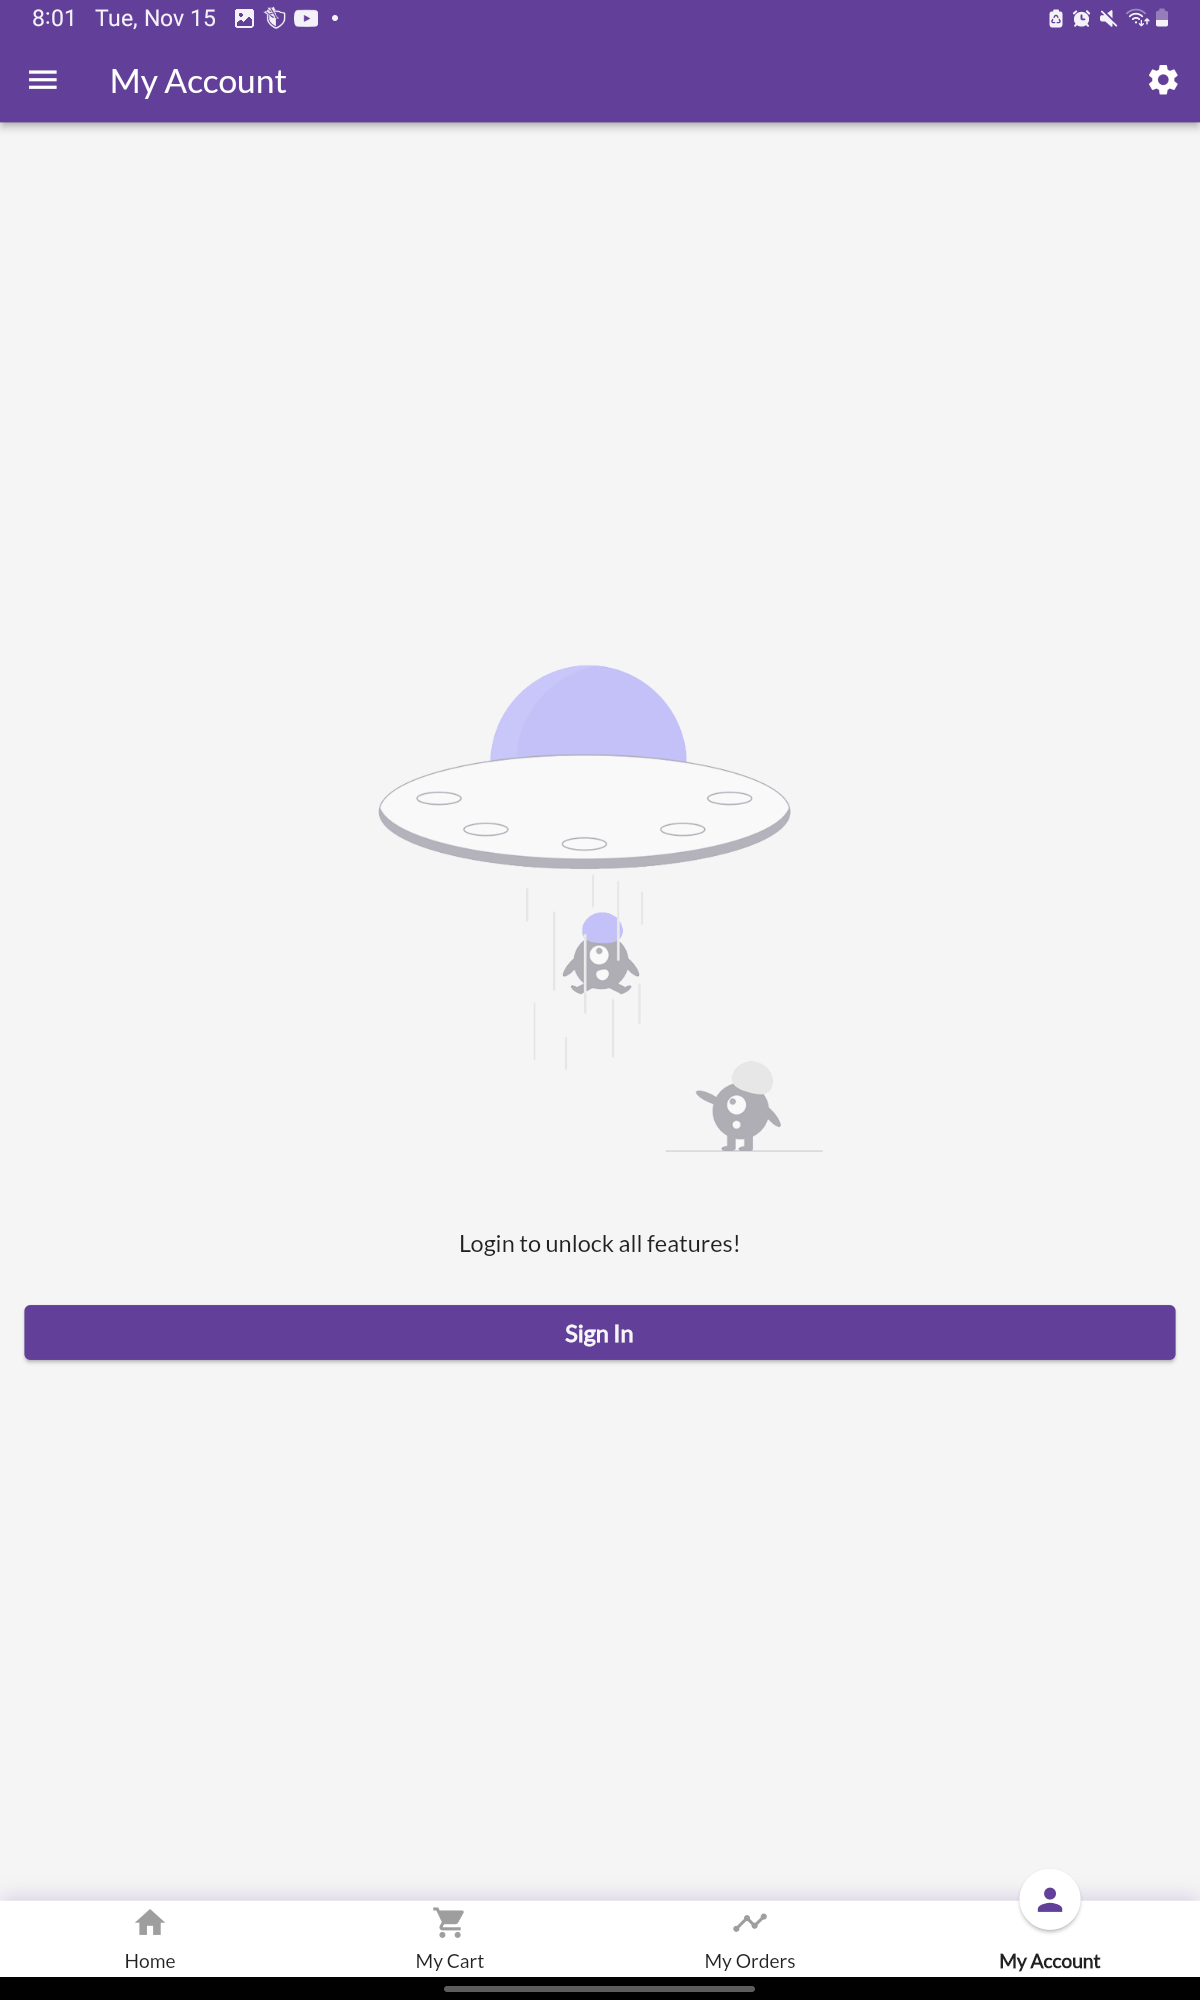 8:01 Tue, Nov 15
My Account
Login to unlock all features!
Sign In
Home
My Cart
My Orders
My Account